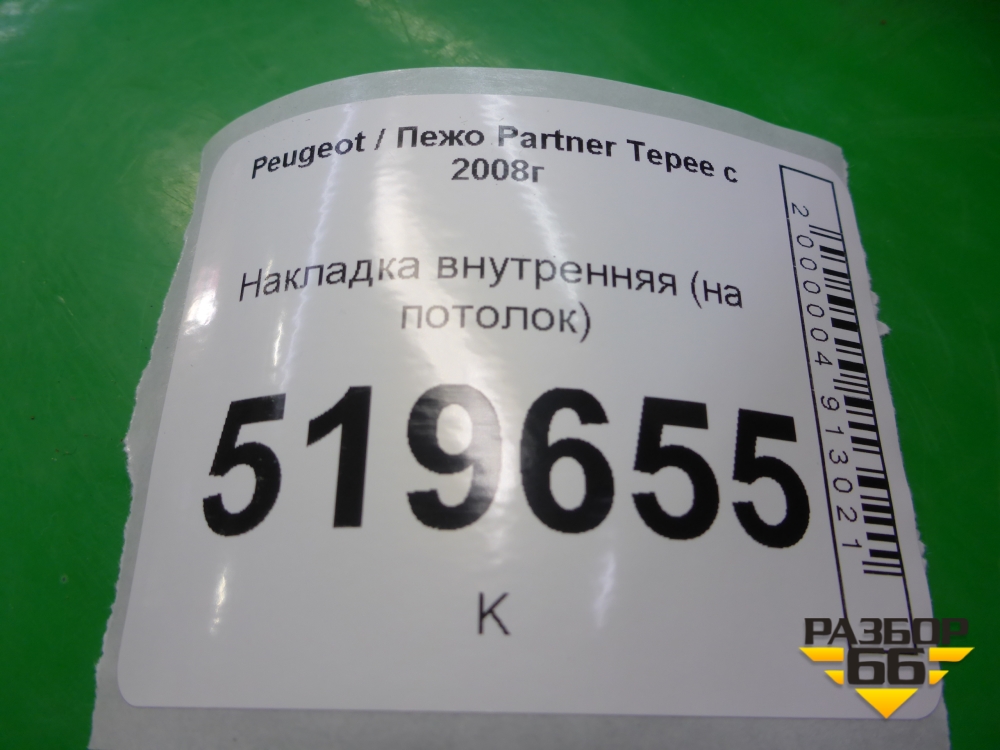 Peugeot / Пежо Partner Tepee с
2008г
Накладка внутренняя (на
потолок)
519655
К
2000004913021
РАЗБОР
66